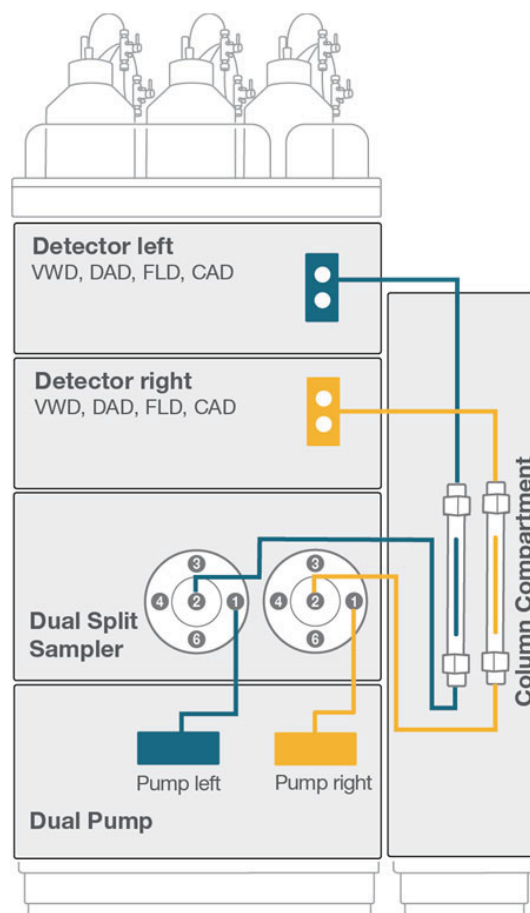 Detector left
VWD, DAD, FLD, CAD
Detector right
VWD, DAD, FLD, CAD
Column Compartment
3
4
2
1
6
3
4
2
1
6
Dual Split
Sampler
Pump left
Pump right
Dual Pump